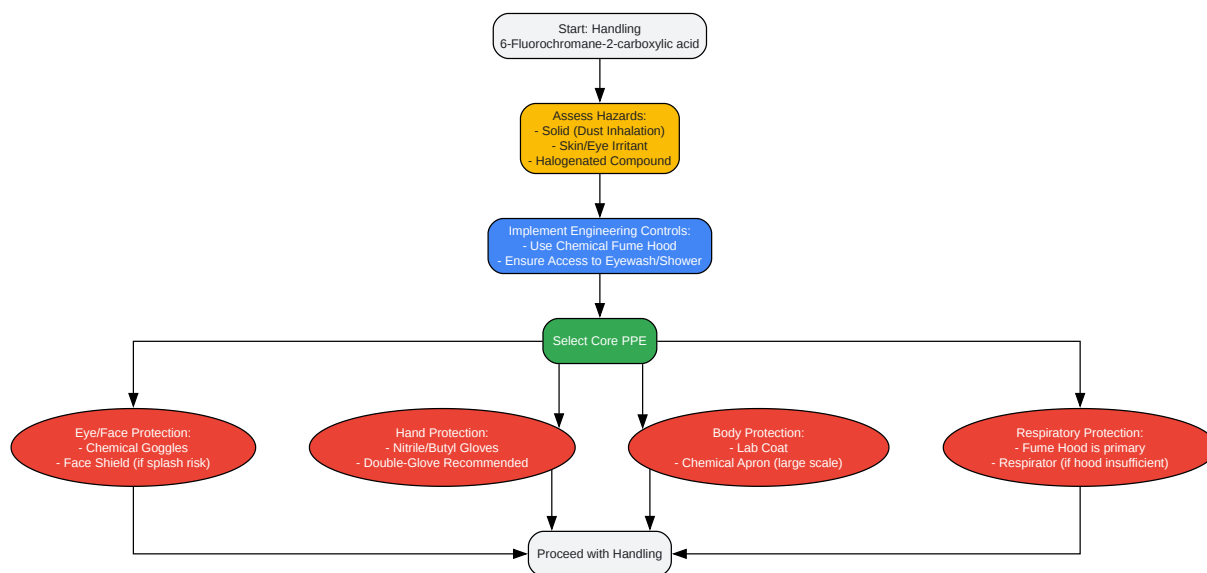 Start: Handling
6-Fluorochromane-2-carboxylic acid
Assess Hazards:
- Solid (Dust Inhalation)
- Skin/Eye Irritant
- Halogenated Compound
Implement Engineering Controls:
- Use Chemical Fume Hood
- Ensure Access to Eyewash/Shower
Select Core PPE
Eye/Face Protection:
- Chemical Goggles
- Face Shield (if splash risk)
Hand Protection:
- Nitrile/Butyl Gloves
- Double-Glove Recommended
Body Protection:
- Lab Coat
- Chemical Apron (large scale)
Respiratory Protection:
- Fume Hood is primary
- Respirator (if hood insufficient)
Proceed with Handling